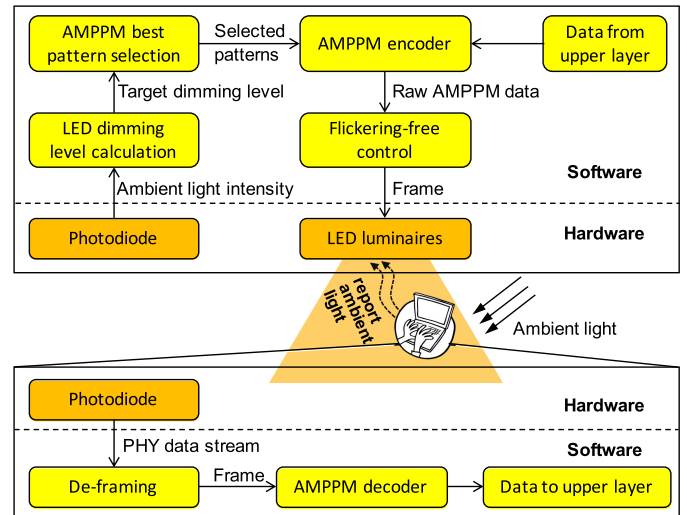 AMPPM best
pattern selection
Selected
patterns
AMPPM encoder
Data from
upper layer
Target dimming level
Raw AMPPM data
LED dimming
level calculation
Flickering-free
control
Software
Ambient light intensity
Frame
Photodiode
LED luminaires
Hardware
report
ambient
light
Ambient light
Photodiode
Hardware
PHY data stream
Software
De-framing
Frame
AMPPM decoder
Data to upper layer